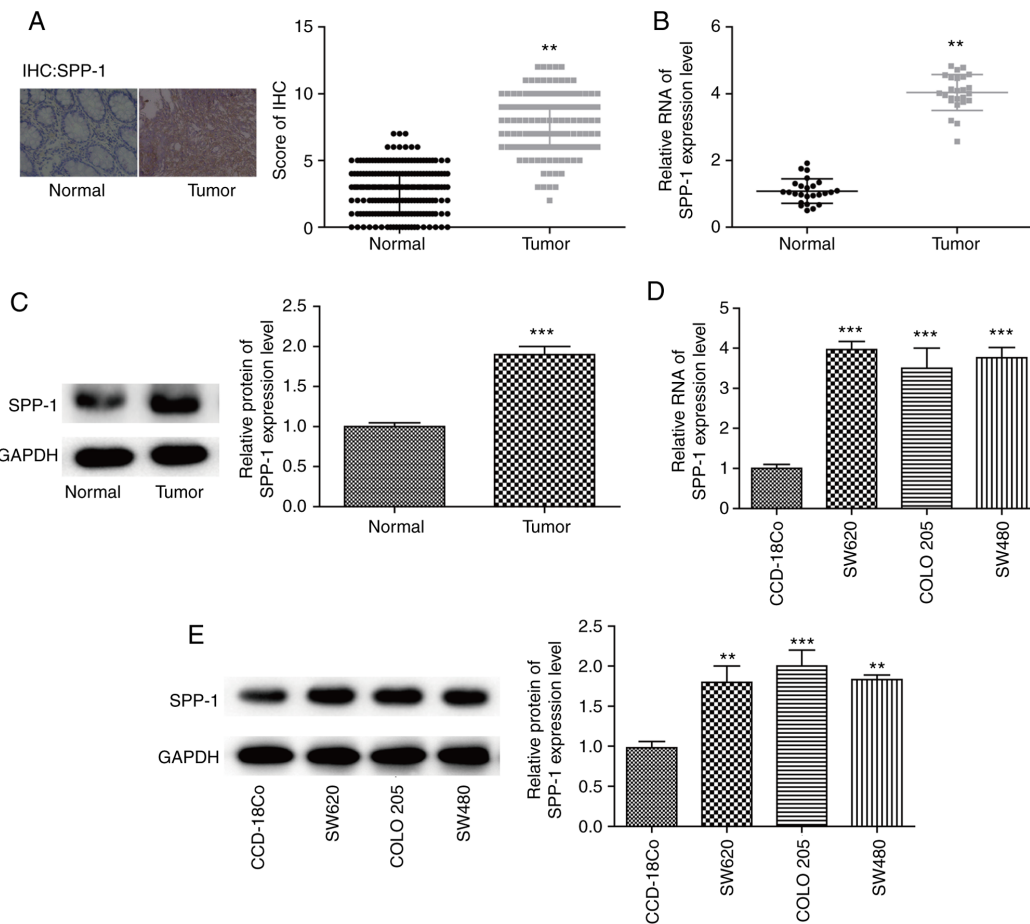 A
IHC:SPP-1
Normal
Tumor
Score of IHC
15
10
5
0
**
Normal
Tumor
B
Relative RNA of
SPP-1 expression level
6
4
2
0
**
Normal
Tumor
C
SPP-1
GAPDH
Normal
Tumor
Relative protein of
SPP-1 expression level
2.5
2.0
1.5
1.0
0.5
0.0
***
Normal
Tumor
D
Relative RNA of
SPP-1 expression level
5
4
3
2
1
0
***
***
***
CCD-18Co
SW620
COLO 205
SW480
E
SPP-1
GAPDH
CCD-18Co
SW620
COLO 205
SW480
Relative protein of
SPP-1 expression level
2.5
2.0
1.5
1.0
0.5
0.0
**
***
**
CCD-18Co
SW620
COLO 205
SW480